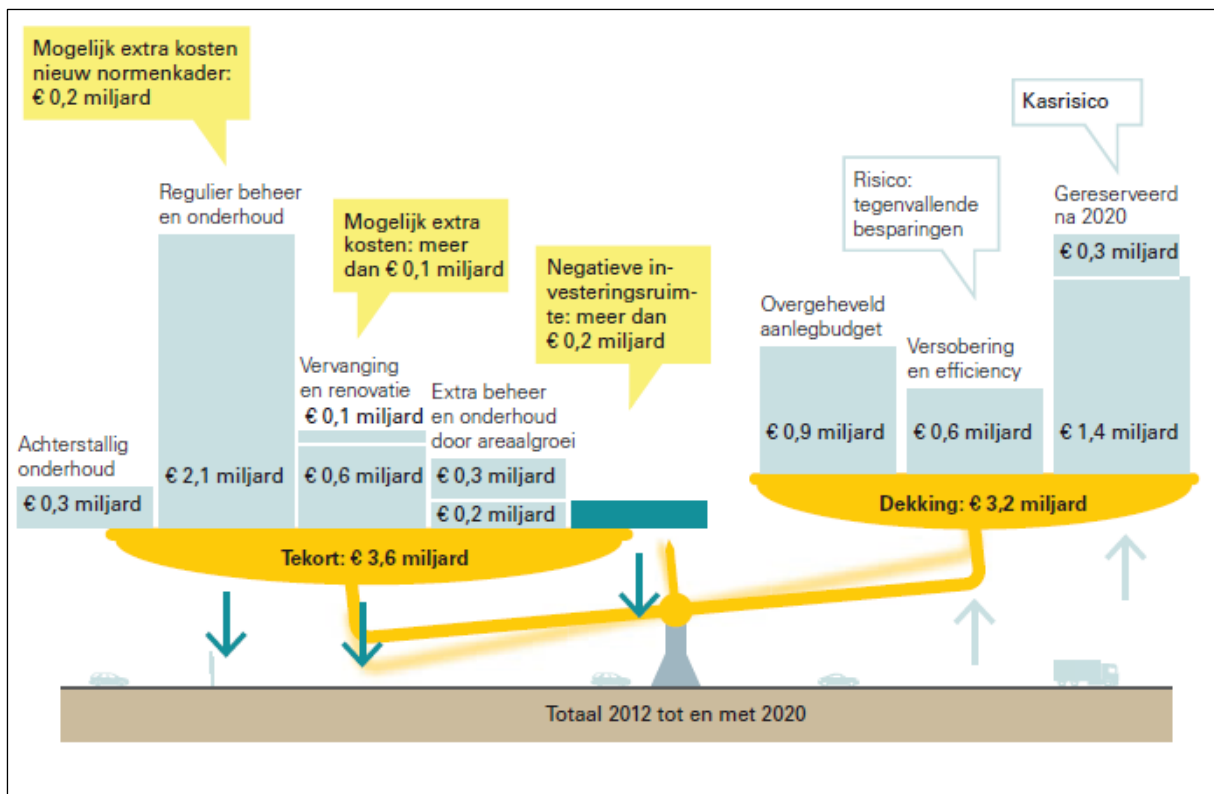 Mogelijk extra kosten
nieuw normenkader:
€ 0,2 miljard
Regulier beheer
en onderhoud
€ 2,1 miljard
Achterstallig
onderhoud
€ 0,3 miljard
Mogelijk extra
kosten: meer
dan € 0,1 miljard
Vervanging
en renovatie
€ 0,1 miljard
€ 0,6 miljard
Extra beheer
en onderhoud
door areaalgroei
€ 0,3 miljard
€ 0,2 miljard
Negatieve in-
vesteringsruim-
te: meer dan
€ 0,2 miljard
Tekort: € 3,6 miljard
Overgeheveld
aanlegbudget
€ 0,9 miljard
Risico:
tegenvallende
besparingen
Versobering
en efficiency
€ 0,6 miljard
Kasrisico
Gereserveerd
na 2020
€ 0,3 miljard
€ 1,4 miljard
Dekking: € 3,2 miljard
Totaal 2012 tot en met 2020